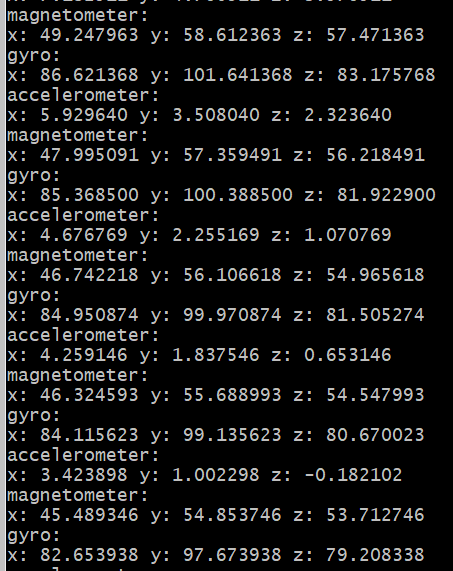 magnetometer:
x: 49.247963 y: 58.612363 z: 57.471363
gyro:
x: 86.621368 y: 101.641368 z: 83.175768
accelerometer:
x: 5.929640 y: 3.508040 z: 2.323640
magnetometer:
x: 47.995091 y: 57.359491 z: 56.218491
gyro:
x: 85.368500 y: 100.388500 z: 81.922900
accelerometer:
x: 4.676769 y: 2.255169 z: 1.070769
magnetometer:
x: 46.742218 y: 56.106618 z: 54.965618
gyro:
x: 84.950874 y: 99.970874 z: 81.505274
accelerometer:
x: 4.259146 y: 1.837546 z: 0.653146
magnetometer:
x: 46.324593 y: 55.688993 z: 54.547993
gyro:
x: 84.115623 y: 99.135623 z: 80.670023
accelerometer:
x: 3.423898 y: 1.002298 z: -0.182102
magnetometer:
x: 45.489346 y: 54.853746 z: 53.712746
gyro:
x: 82.653938 y: 97.673938 z: 79.208338